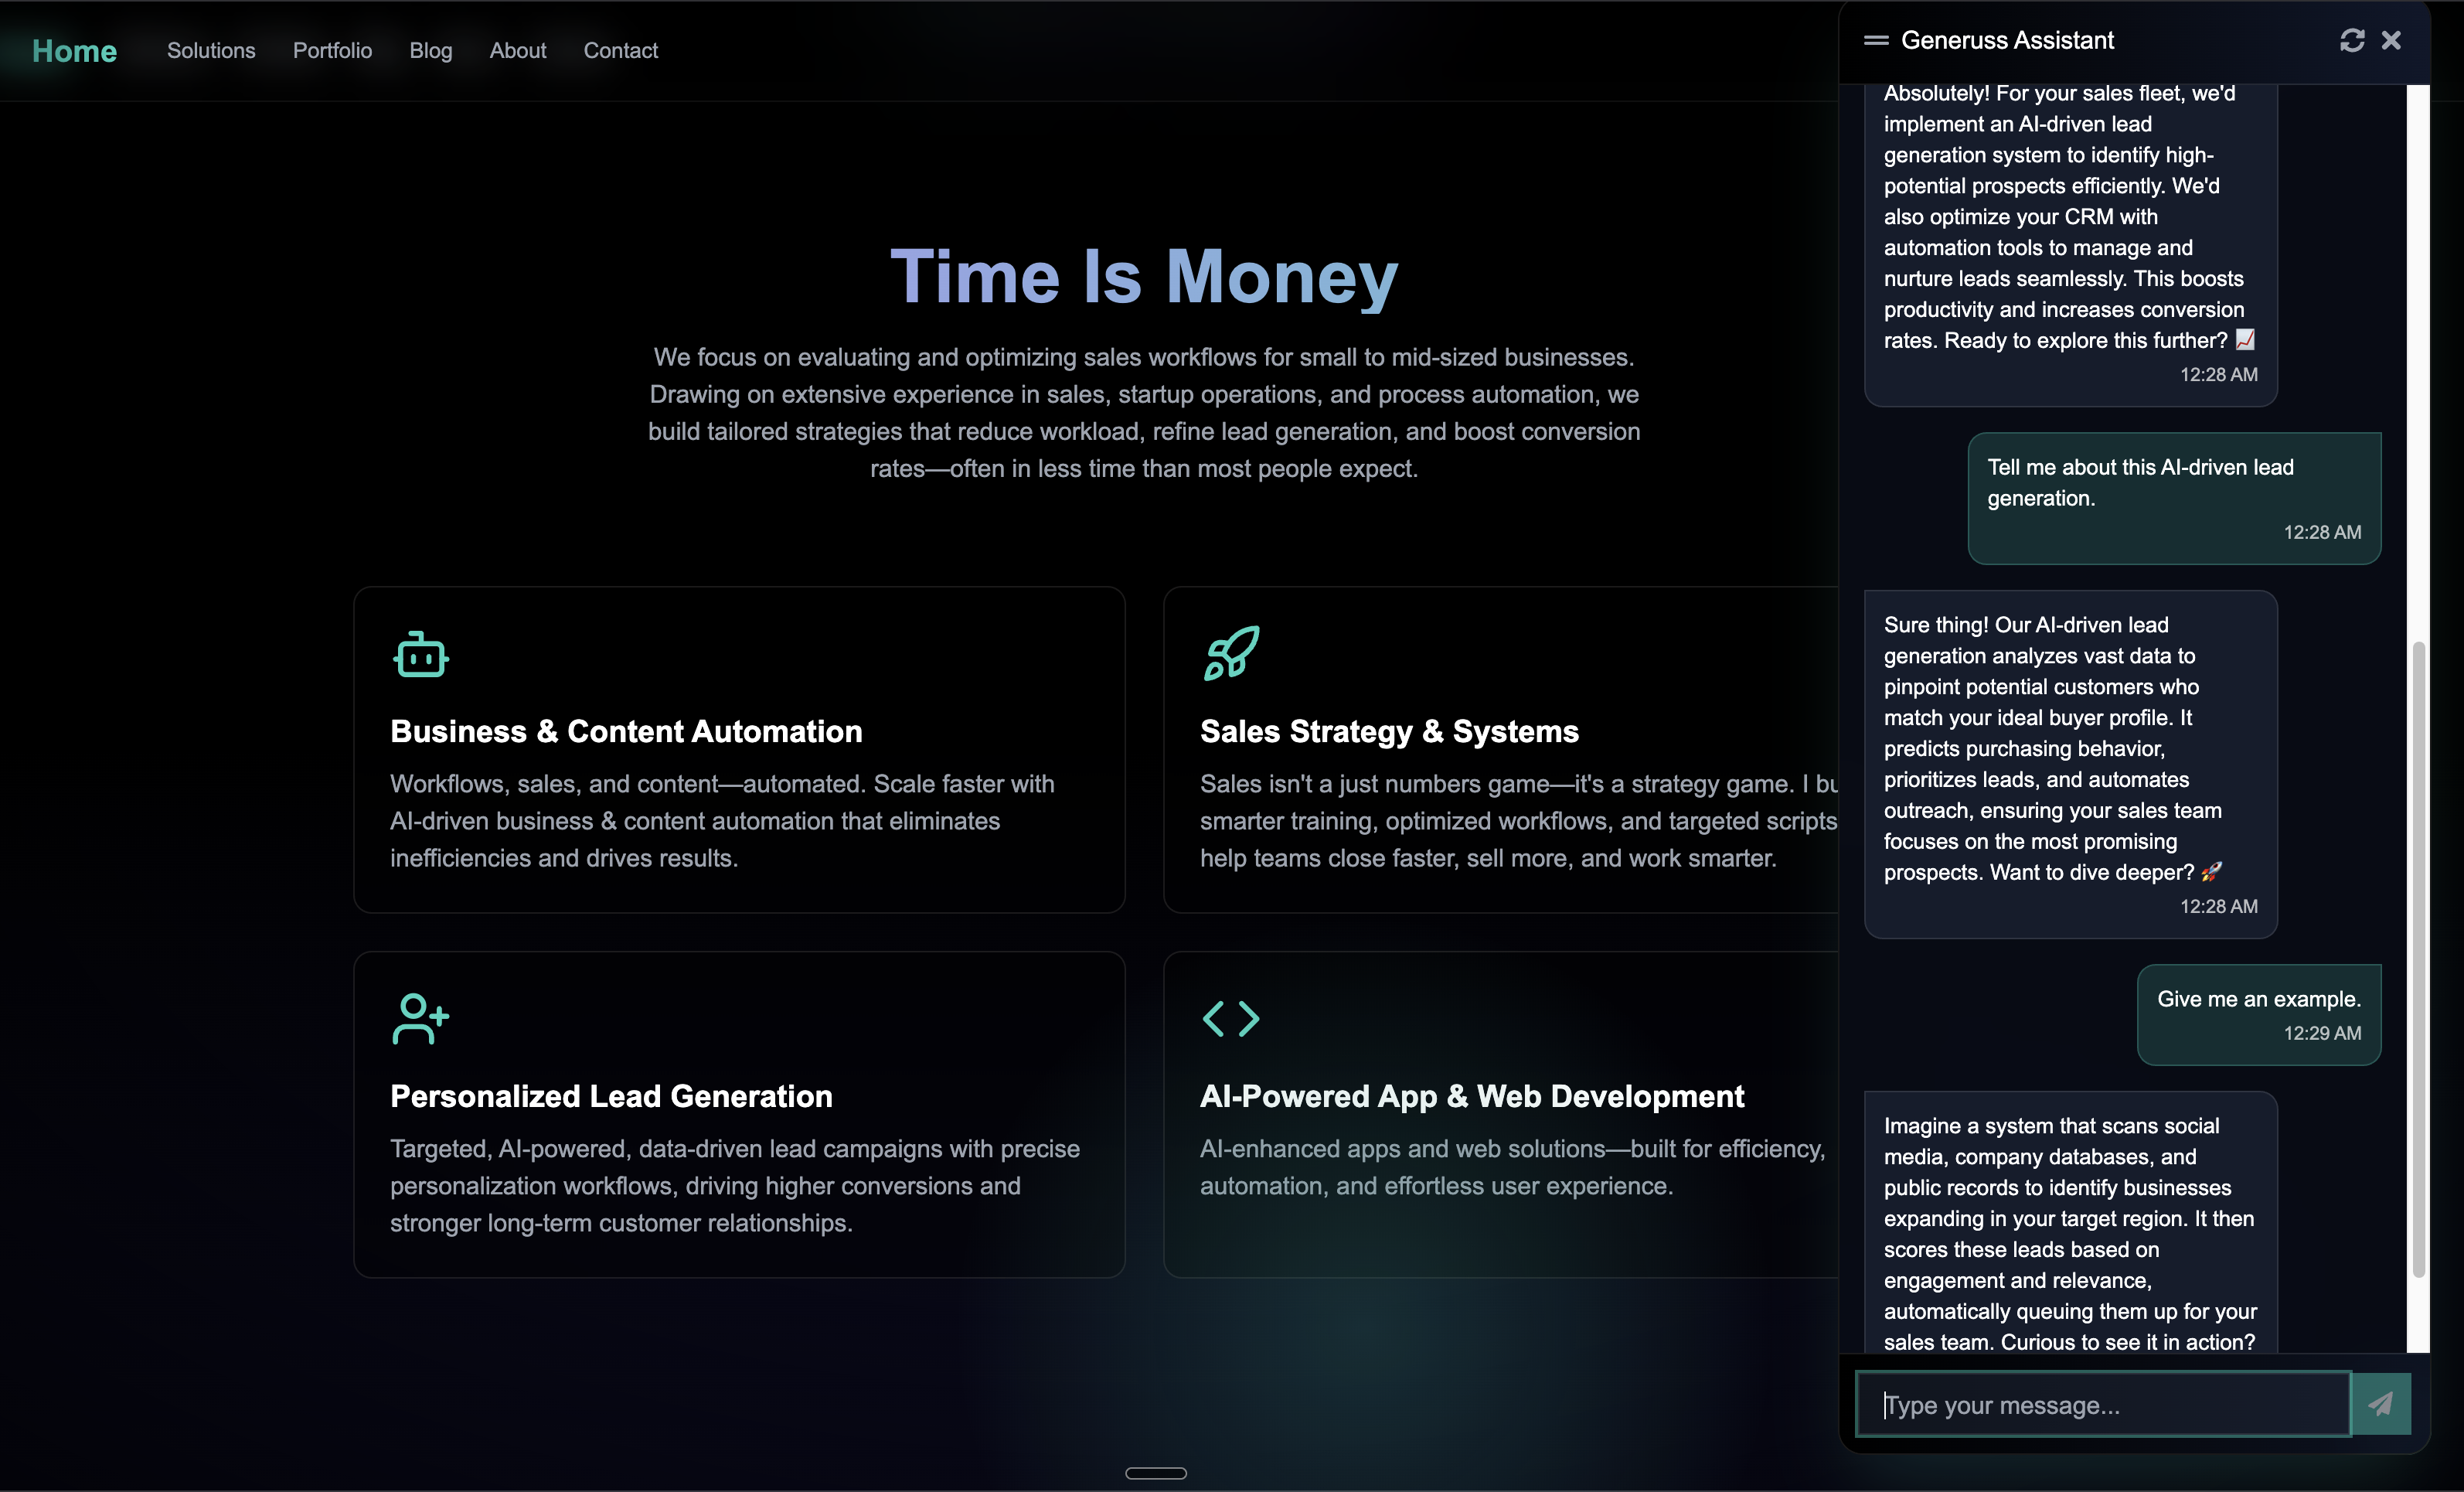 Home
Solutions
Portfolio
Blog
About
Contact
Time Is Money
We focus on evaluating and optimizing sales workflows for small to mid-sized businesses.
Drawing on extensive experience in sales, startup operations, and process automation, we
build tailored strategies that reduce workload, refine lead generation, and boost conversion
rates—often in less time than most people expect.
Business & Content Automation
Workflows, sales, and content—automated. Scale faster with
AI-driven business & content automation that eliminates
inefficiencies and drives results.
Sales Strategy & Systems
Sales isn't a just numbers game—it's a strategy game. I
smarter training, optimized workflows, and targeted scripts
help teams close faster, sell more, and work smarter.
Personalized Lead Generation
Targeted, AI-powered, data-driven lead campaigns with precise
personalization workflows, driving higher conversions and
stronger long-term customer relationships.
AI-Powered App & Web Development
AI-enhanced apps and web solutions—built for efficiency,
automation, and effortless user experience.
Generuss Assistant
Absolutely! For your sales fleet, we'd
implement an AI-driven lead
generation system to identify high-
potential prospects efficiently. We'd
also optimize your CRM with
automation tools to manage and
nurture leads seamlessly. This boosts
productivity and increases conversion
rates. Ready to explore this further? 📈
12:28 AM
Tell me about this AI-driven lead
generation.
12:28 AM
Sure thing! Our AI-driven lead
generation analyzes vast data to
pinpoint potential customers who
match your ideal buyer profile. It
predicts purchasing behavior,
prioritizes leads, and automates
outreach, ensuring your sales team
focuses on the most promising
prospects. Want to dive deeper? 🚀
12:28 AM
Give me an example.
12:29 AM
Imagine a system that scans social
media, company databases, and
public records to identify businesses
expanding in your target region. It then
scores these leads based on
engagement and relevance,
automatically queuing them up for your
sales team. Curious to see it in action?
Type your message...